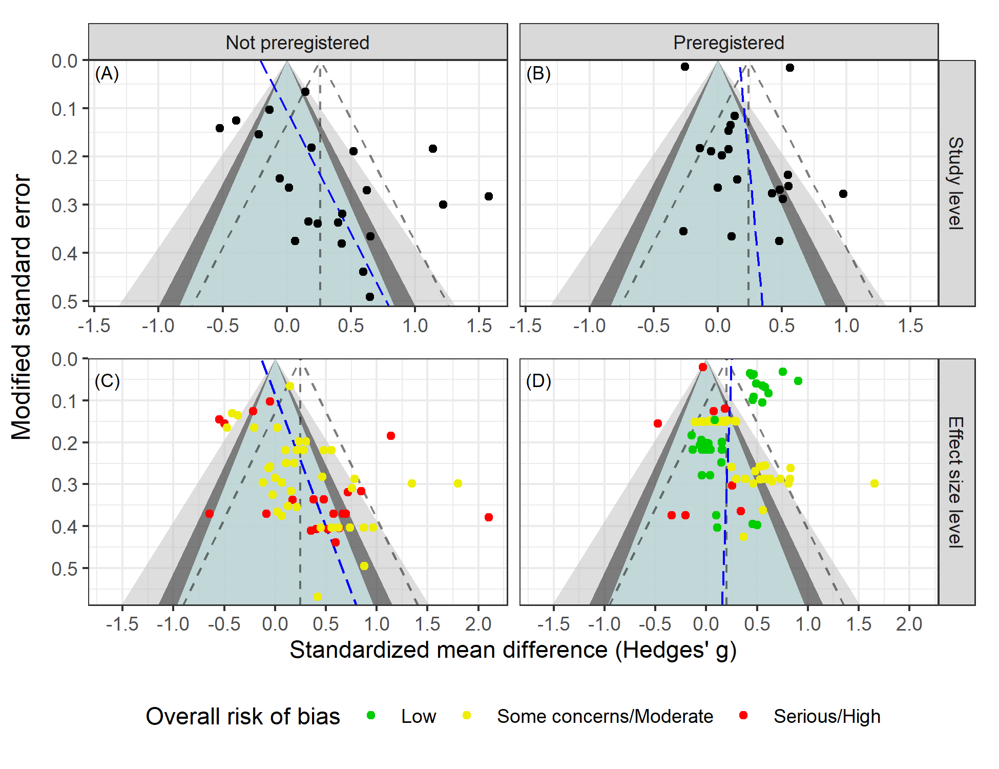 Not preregistered
Preregistered
(A)
(B)
0.0
0.1
0.2
0.3
0.4
0.5
-1.5 -1.0 -0.5 0.0 0.5 1.0 1.5
-1.5 -1.0 -0.5 0.0 0.5 1.0 1.5
Study level
Modified standard error
(C)
(D)
0.0
0.1
0.2
0.3
0.4
0.5
-1.5 -1.0 -0.5 0.0 0.5 1.0 1.5 2.0
-1.5 -1.0 -0.5 0.0 0.5 1.0 1.5 2.0
Effect size level
Standardized mean difference (Hedges' g)
Overall risk of bias Low Some concerns/Moderate Serious/High